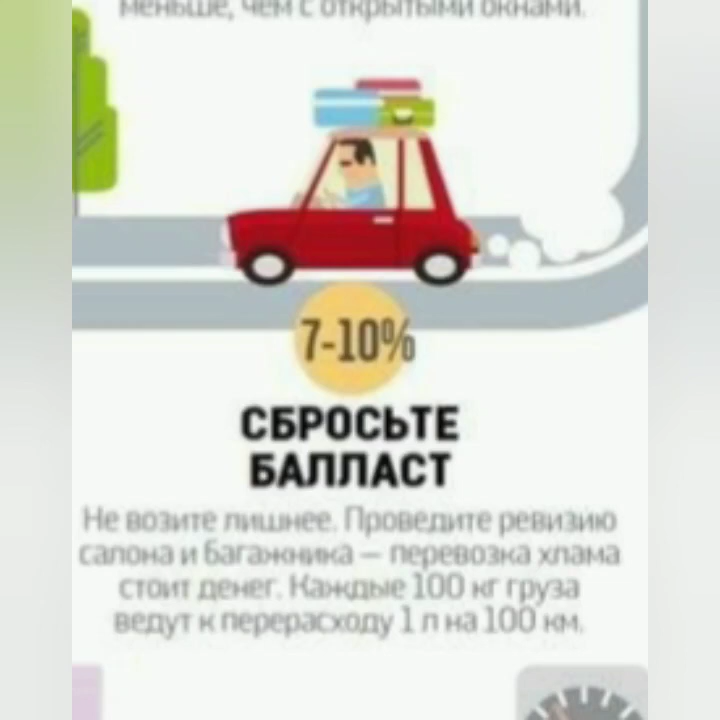 меньше, чем с открытыми окнами.
7-10%
СБРОСЬТЕ
БАЛЛАСТ
Не возите лишнее. Проведите ревизию
салона и багажника – перевозка хлама
стоит денег. Каждые 100 кг груза
ведут к перерасходу 1 л на 100 км.